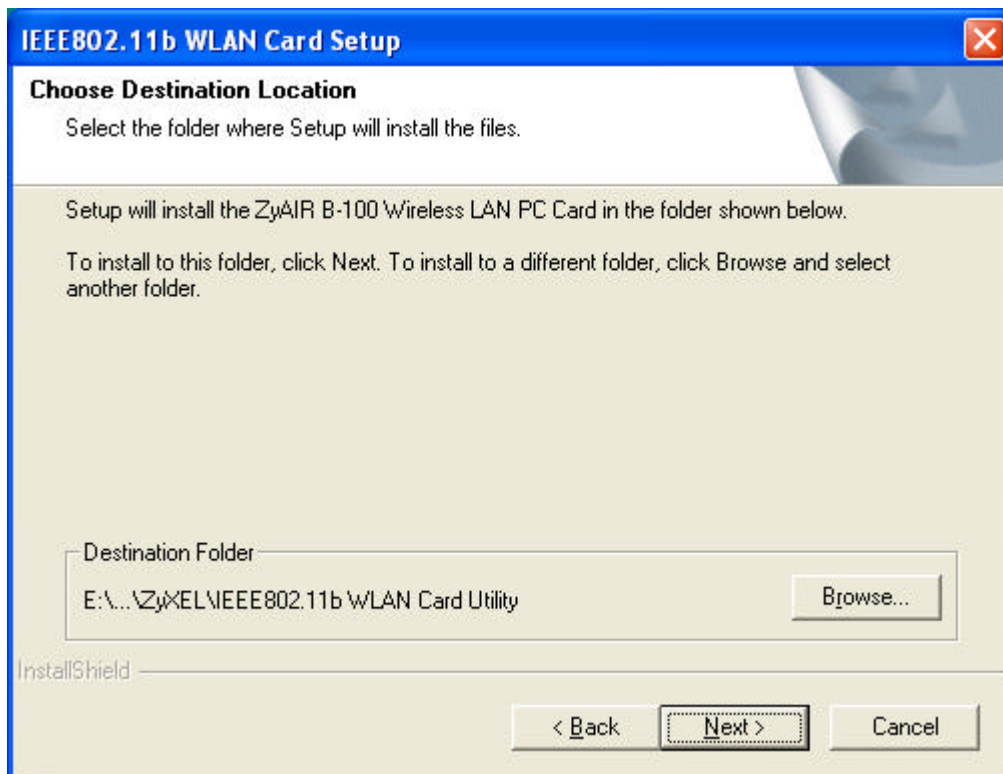 IEEE802.11b WLAN Card Setup
Choose Destination Location
Select the folder where Setup will install the files.
Setup will install the ZyAIR B-100 Wireless LAN PC Card in the folder shown below.
To install to this folder, click Next. To install to a different folder, click Browse and select
another folder.
Destination Folder
E:\...\ZyXEL\IEEE802.11b WLAN Card Utility
Browse...
InstallShield
< Back
Next >
Cancel